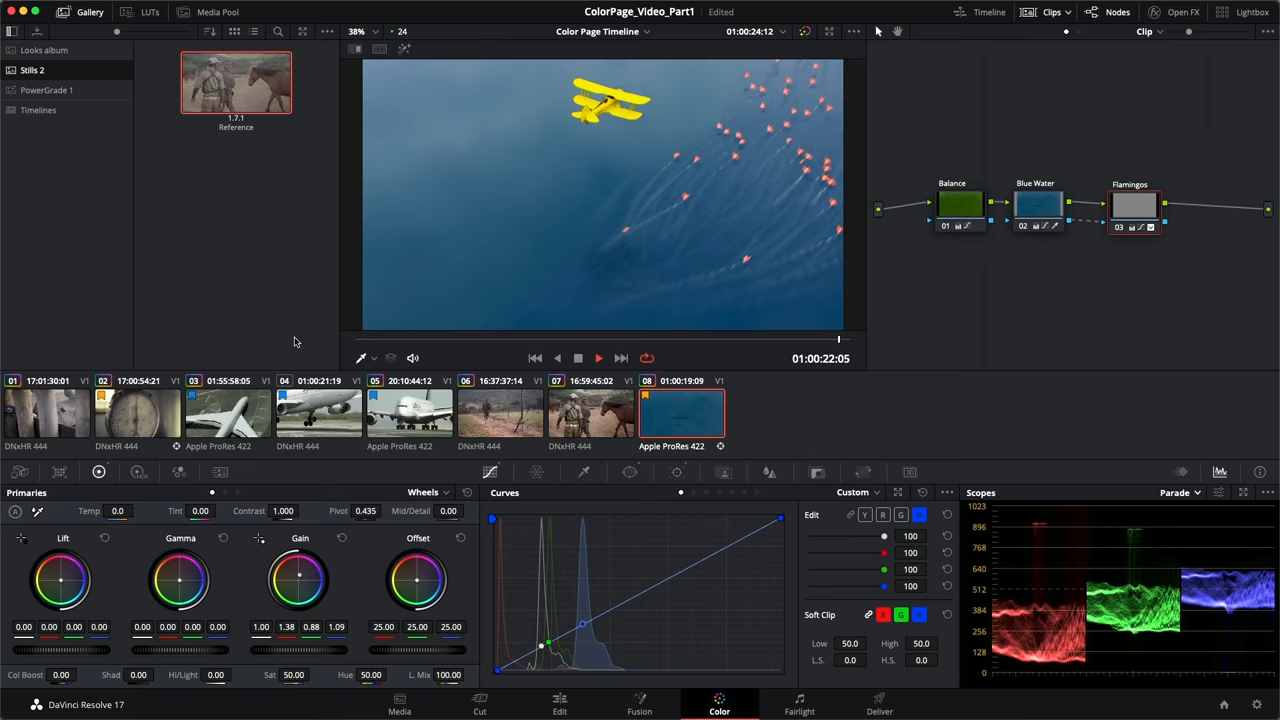 Gallery LUTs Media Pool ColorPage_Video_Part1 Edited Timeline Clips Nodes Open FX Lightbox
38% 24 Color Page Timeline 01:00:24:12 Clip
Looks album
Stills 2
PowerGrade 1
Timelines
1.7.1
Reference
Balance Blue Water Flamingos
01 02 03
01:00:22:05
01 17:01:30:01 V1 02 17:00:54:21 V1 03 01:55:58:05 V1 04 01:00:21:19 V1 05 20:10:44:12 V1 06 16:37:37:14 V1 07 16:59:45:02 V1 08 01:00:19:09 V1
DNxHR 444 DNxHR 444 Apple ProRes 422 DNxHR 444 Apple ProRes 422 DNxHR 444 DNxHR 444 Apple ProRes 422
Primaries Wheels Curves Custom Scopes Parade
A Temp 0.0 Tint 0.00 Contrast 1.000 Pivot 0.435 Mid/Detail 0.00
Lift Gamma Gain Offset
0.00 0.00 0.00 0.00 0.00 0.00 0.00 0.00 1.00 1.38 0.88 1.09 25.00 25.00 25.00
Col Boost 0.00 Shad 0.00 Hi/Light 0.00 Sat 50.00 Hue 50.00 L. Mix 100.00
Edit Y R G B
100
100
100
100
Soft Clip R G B
Low 50.0 High 50.0
L.S. 0.0 H.S. 0.0
1023
896
768
640
512
384
256
128
0
DaVinci Resolve 17 Media Cut Edit Fusion Color Fairlight Deliver